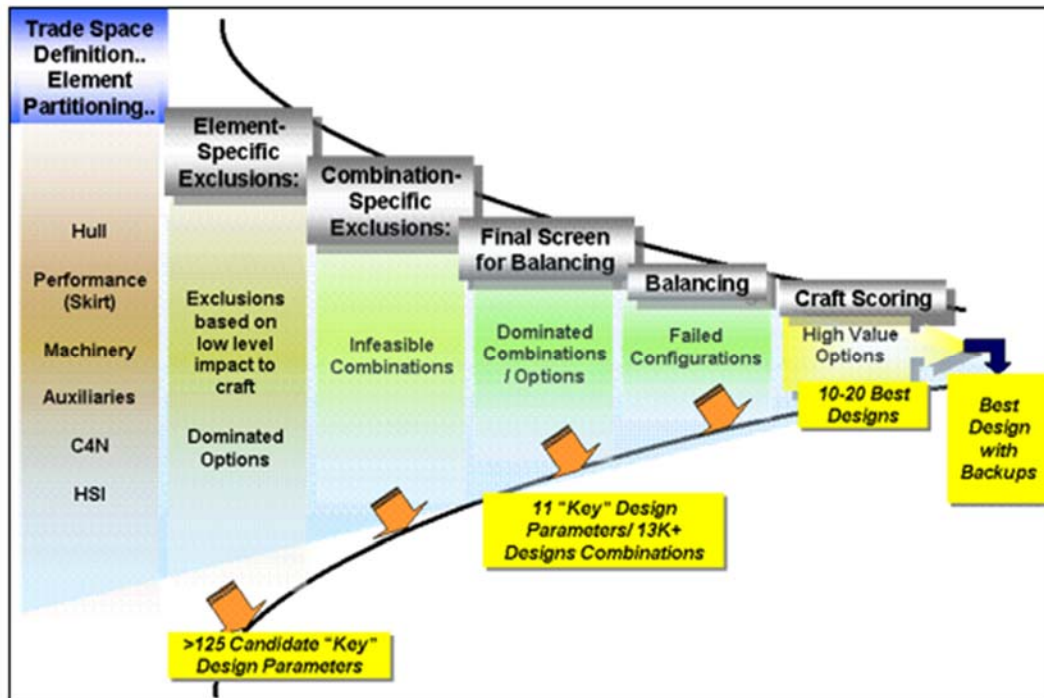 Trade Space
Definition..
Element
Partitioning..
Hull
Performance
(Skirt)
Machinery
Auxiliaries
C4N
HSI
Element-
Specific
Exclusions:
Exclusions
based on
low level
impact to
craft
Dominated
Options
Combination-
Specific
Exclusions:
Infeasible
Combinations
Final Screen
for Balancing
Dominated
Combinations
/ Options
Balancing
Failed
Configurations
Craft Scoring
High Value
Options
10-20 Best
Designs
Best
Design
with
Backups
11 “Key” Design
Parameters/ 13K+
Designs Combinations
>125 Candidate “Key”
Design Parameters